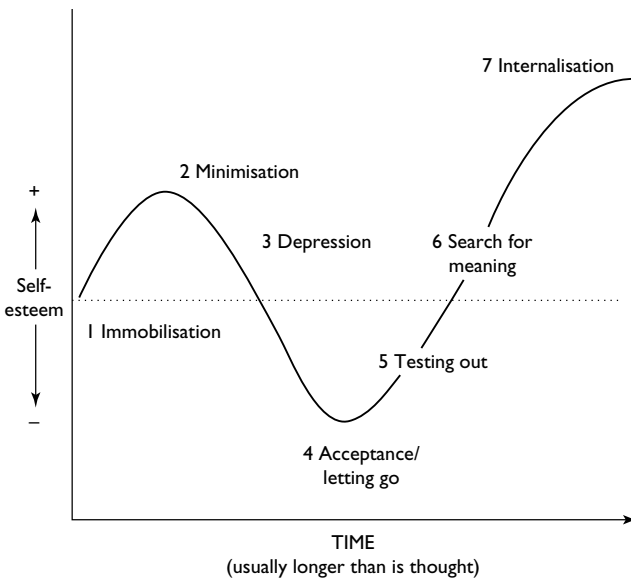 7 Internalisation
2 Minimisation
+
3 Depression
6 Search for
meaning
Self-
esteem
1 Immobilisation
5 Testing out
–
4 Acceptance/
letting go
TIME
(usually longer than is thought)